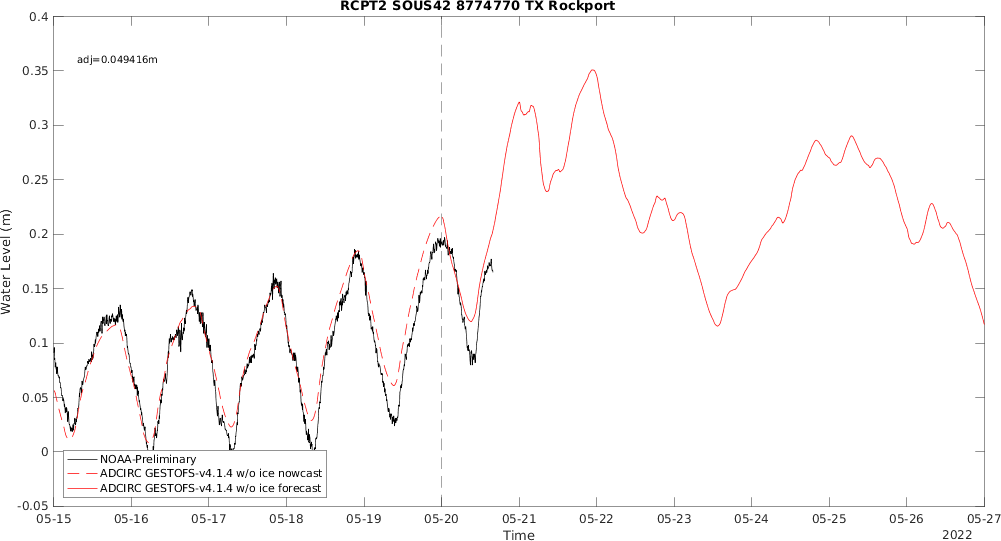 RCPT2 SOUS42 8774770 TX Rockport
0.4
adj=0.049416m
0.35
0.3
0.25
0.2
0.15
0.1
0.05
0
-0.05
Water Level (m)
NOAA-Preliminary
ADCIRC GESTOFS-v4.1.4 w/o ice nowcast
ADCIRC GESTOFS-v4.1.4 w/o ice forecast
05-15 05-16 05-17 05-18 05-19 05-20 05-21 05-22 05-23 05-24 05-25 05-26 05-27
Time
2022